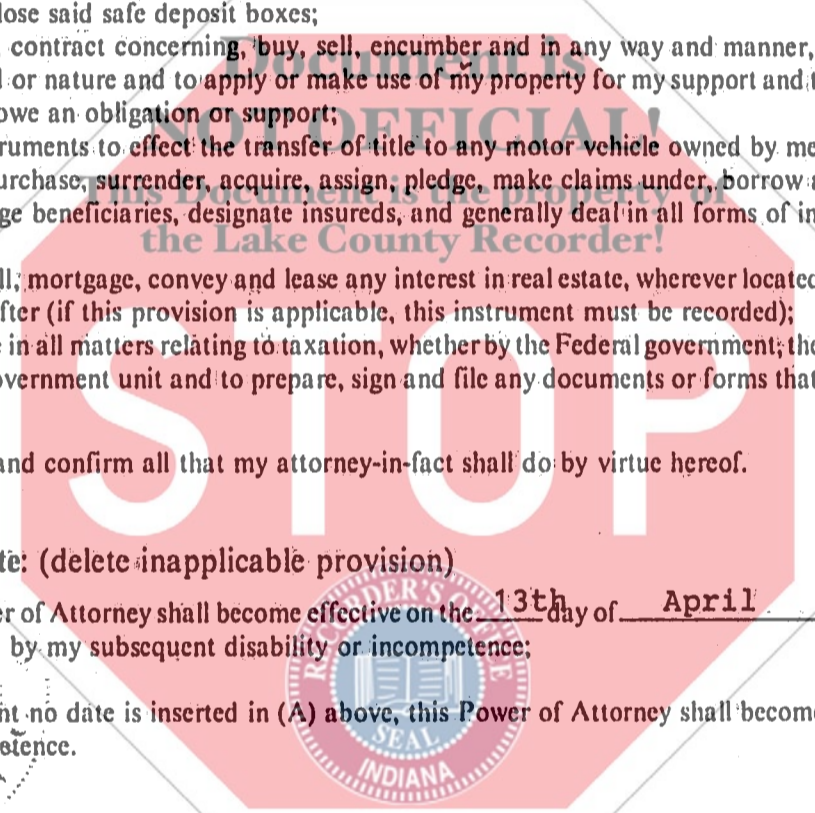 lose said safe deposit boxes;
contract concerning, buy, sell, encumber and in any way and manner,
Document is
or nature and to apply or make use of my property for my support and
owe an obligation or support;
NOT OFFICIAL!
ruments to effect the transfer of title to any motor vehicle owned by me
urchase, surrender, acquire, assign, pledge, make claims under, borrow
This Document is the property of
ge beneficiaries, designate insureds, and generally deal in all forms of in
the Lake County Recorder!
ll, mortgage, convey and lease any interest in real estate, wherever located
fter (if this provision is applicable, this instrument must be recorded);
in all matters relating to taxation, whether by the Federal government, the
overnment unit and to prepare, sign and file any documents or forms that
STOP
and confirm all that my attorney-in-fact shall do by virtue hereof.
te: (delete inapplicable provision)
er of Attorney shall become effective on the 13th day of April
by my subsequent disability or incompetence;
RECORDER'S OFFICE
nt no date is inserted in (A) above, this Power of Attorney shall become
etence.
SEAL
INDIANA